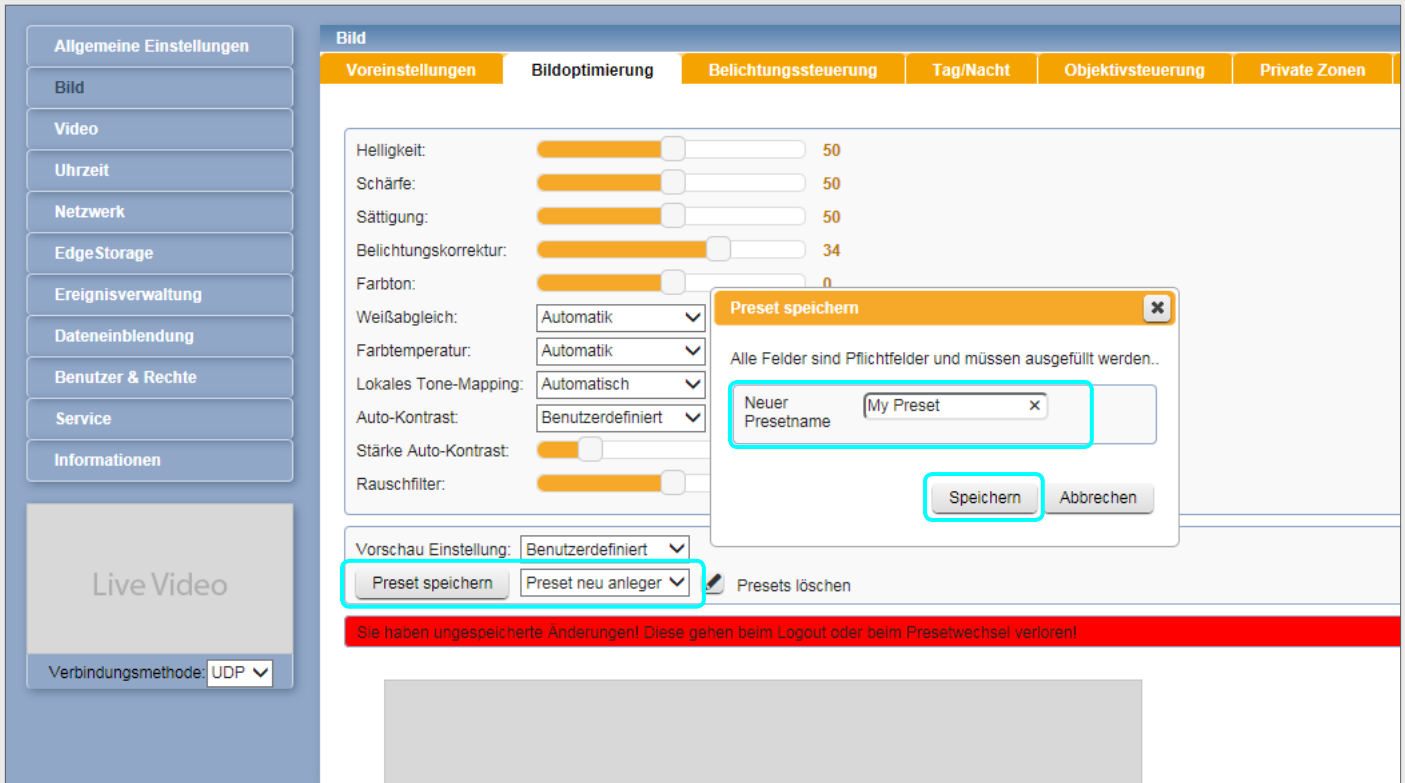 Allgemeine Einstellungen
Bild
Video
Uhrzeit
Netzwerk
EdgeStorage
Ereignisverwaltung
Dateneinblendung
Benutzer & Rechte
Service
Informationen
Live Video
Verbindungsmethode: UDP
Bild
Voreinstellungen Bildoptimierung Belichtungssteuerung Tag/Nacht Objektivsteuerung Private Zonen
Helligkeit: 50
Schärfe: 50
Sättigung: 50
Belichtungskorrektur: 34
Farbton: 0
Weißabgleich: Automatik
Farbtemperatur: Automatik
Lokales Tone-Mapping: Automatisch
Auto-Kontrast: Benutzerdefiniert
Stärke Auto-Kontrast:
Rauschfilter:
Preset speichern
Alle Felder sind Pflichtfelder und müssen ausgefüllt werden..
Neuer
Presetname
My Preset
Speichern Abbrechen
Vorschau Einstellung: Benutzerdefiniert
Preset speichern Preset neu anleger Presets löschen
Sie haben ungespeicherte Änderungen! Diese gehen beim Logout oder beim Presetwechsel verloren!